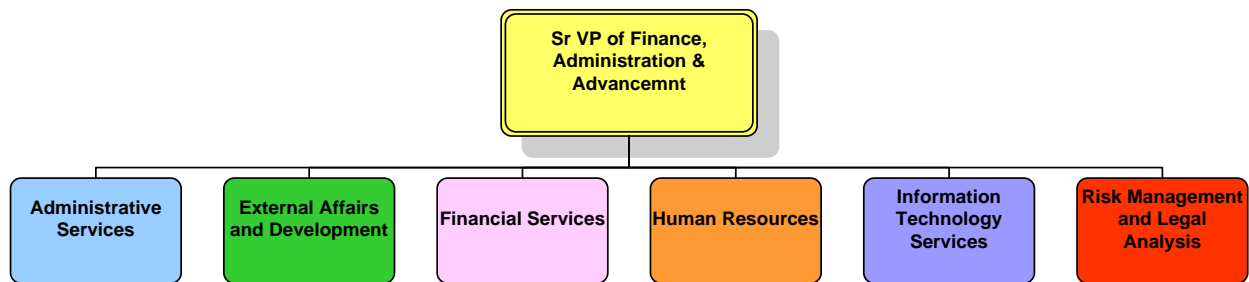 Sr VP of Finance,
Administration &
Advancemnt
Administrative
Services
External Affairs
and Development
Financial Services
Human Resources
Information
Technology
Services
Risk Management
and Legal
Analysis